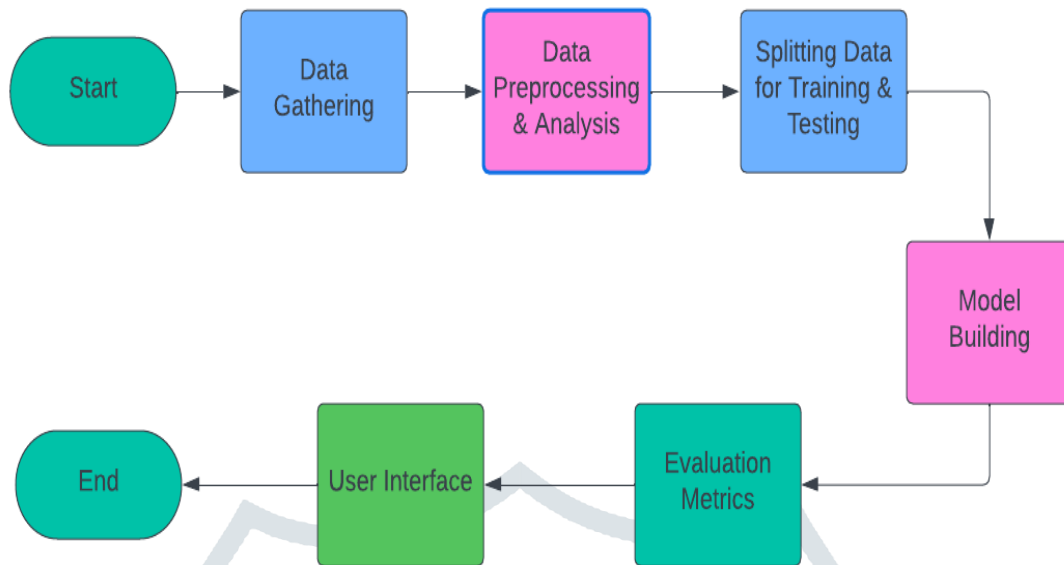 Start
Data
Gathering
Data
Preprocessing
& Analysis
Splitting Data
for Training &
Testing
Model
Building
Evaluation
Metrics
User Interface
End